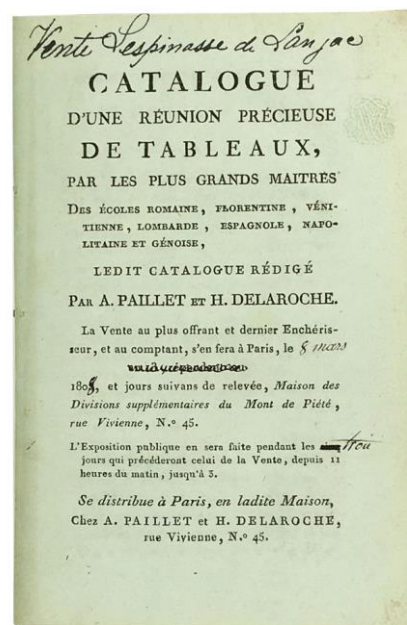 Vente Lespinasse de Langeac
CATALOGUE
D'UNE RÉUNION PRÉCIEUSE
DE TABLEAUX,
PAR LES PLUS GRANDS MAITRES
DES ÉCOLES ROMAINE, FLORENTINE, VÉNI-
TIENNE, LOMBARDE, ESPAGNOLE, NAPO-
LITAINE ET GÉNOISE,
LEDIT CATALOGUE RÉDIGÉ
PAR A. PAILLET ET H. DELAROCHE.
La Vente au plus offrant et dernier Enchéris-
seur, et au comptant, s'en fera à Paris, le 8 mars
180, et jours suivans de relevée, Maison des
Divisions supplémentaires du Mont de Piété,
rue Vivienne, N.° 45.
L'Exposition publique en sera faite pendant les trois
jours qui précéderont celui de la Vente, depuis 11
heures du matin, jusqu'à 3.
Se distribue à Paris, en ladite Maison,
Chez A. PAILLET et H. DELAROCHE,
rue Vivienne, N.° 45.